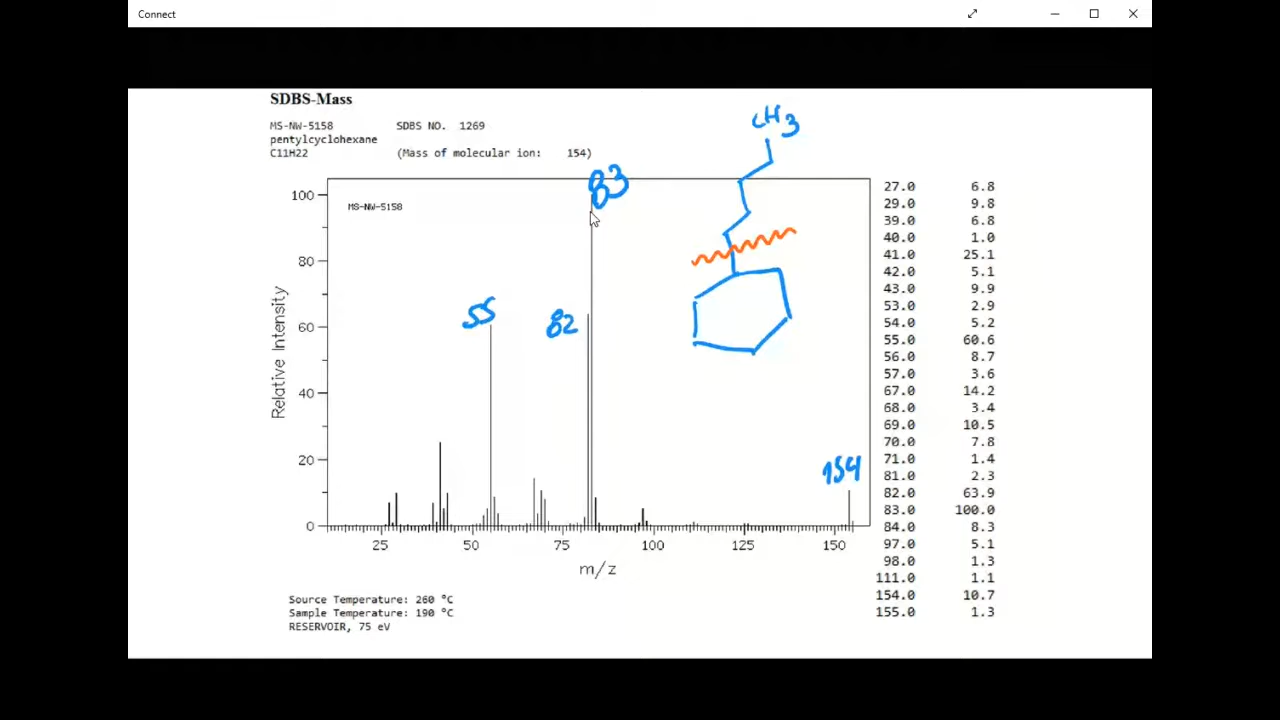 Connect
SDBS-Mass
MS-NW-5158 SDBS NO. 1269
pentylcyclohexane
C11H22 (Mass of molecular ion: 154)
CH3
83
MS-NW-5158
55
82
154
Relative Intensity
100
80
60
40
20
0
25 50 75 100 125 150
m/z
27.0 6.8
29.0 9.8
39.0 6.8
40.0 1.0
41.0 25.1
42.0 5.1
43.0 9.9
53.0 2.9
54.0 5.2
55.0 60.6
56.0 8.7
57.0 3.6
67.0 14.2
68.0 3.4
69.0 10.5
70.0 7.8
71.0 1.4
81.0 2.3
82.0 63.9
83.0 100.0
84.0 8.3
97.0 5.1
98.0 1.3
111.0 1.1
154.0 10.7
155.0 1.3
Source Temperature: 260 °C
Sample Temperature: 190 °C
RESERVOIR, 75 eV